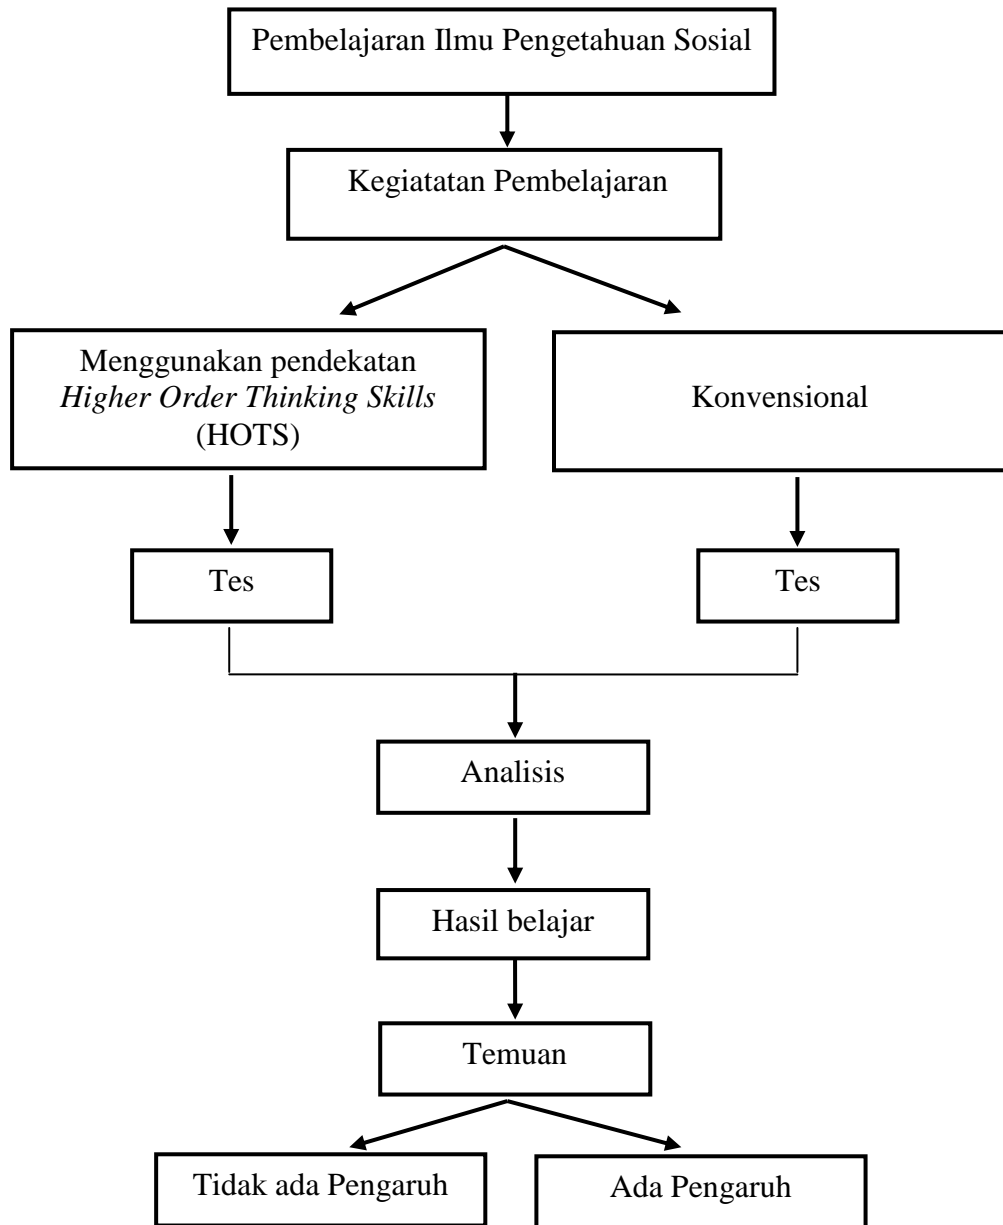 Pembelajaran Ilmu Pengetahuan Sosial
Kegiatatan Pembelajaran
Menggunakan pendekatan
Higher Order Thinking Skills
(HOTS)
Konvensional
Tes
Tes
Analisis
Hasil belajar
Temuan
Tidak ada Pengaruh
Ada Pengaruh